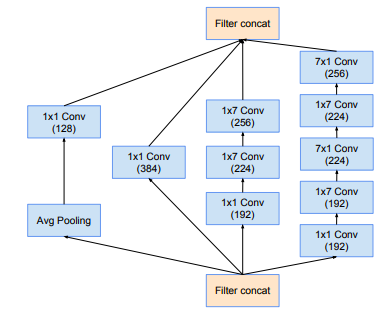 Filter concat
7x1 Conv
(256)
1x1 Conv
(128)
1x7 Conv
(256)
1x7 Conv
(224)
1x1 Conv
(384)
1x7 Conv
(224)
7x1 Conv
(224)
1x7 Conv
(192)
1x1 Conv
(192)
Avg Pooling
1x1 Conv
(192)
Filter concat